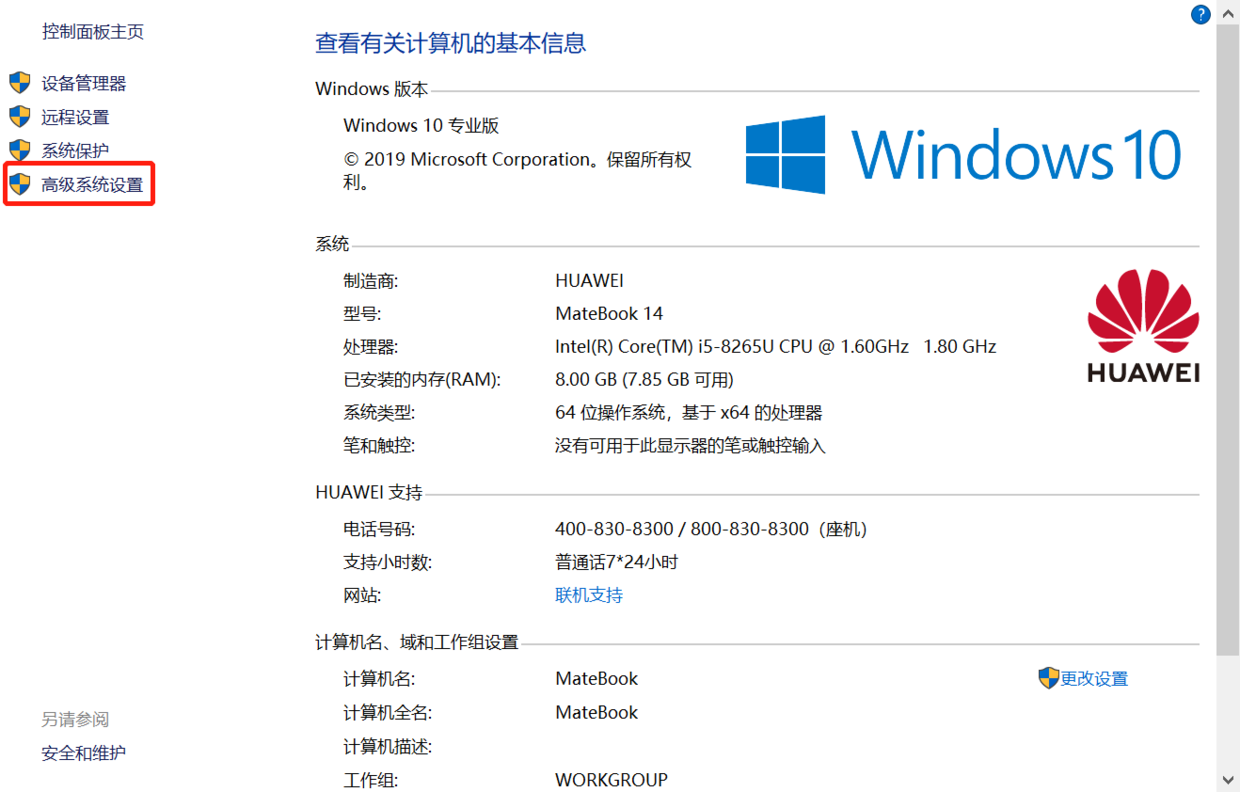 控制面板主页
设备管理器
远程设置
系统保护
高级系统设置
另请参阅
安全和维护
?
查看有关计算机的基本信息
Windows 版本
Windows 10 专业版
© 2019 Microsoft Corporation。保留所有权
利。
Windows 10
系统
制造商: HUAWEI
型号: MateBook 14
处理器: Intel(R) Core(TM) i5-8265U CPU @ 1.60GHz 1.80 GHz
已安装的内存(RAM): 8.00 GB (7.85 GB 可用)
系统类型: 64 位操作系统，基于 x64 的处理器
笔和触控: 没有可用于此显示器的笔或触控输入
HUAWEI
HUAWEI 支持
电话号码: 400-830-8300 / 800-830-8300（座机）
支持小时数: 普通话7*24小时
网站: 联机支持
计算机名、域和工作组设置
计算机名: MateBook 更改设置
计算机全名: MateBook
计算机描述:
工作组: WORKGROUP